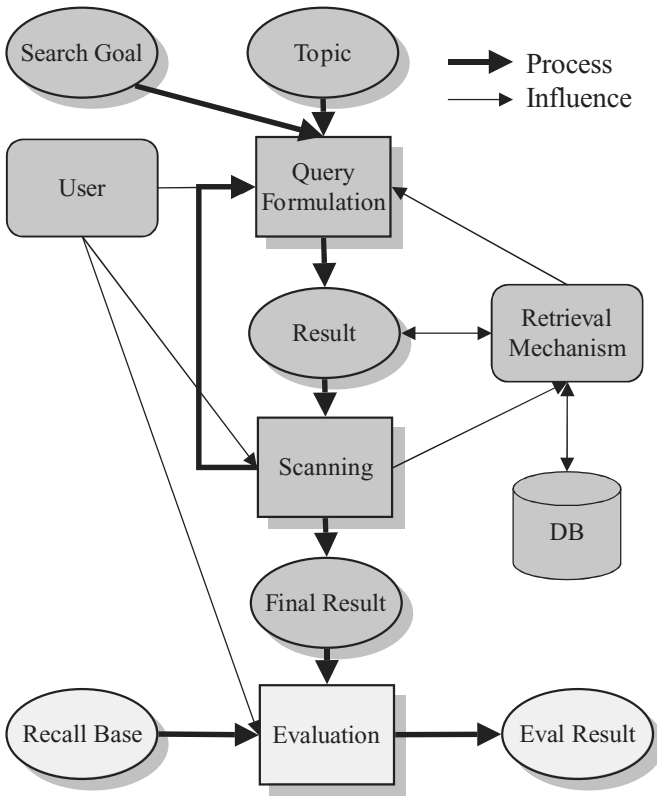 Search Goal
Topic
Process
Influence
User
Query
Formulation
Result
Retrieval
Mechanism
Scanning
DB
Final Result
Recall Base
Evaluation
Eval Result